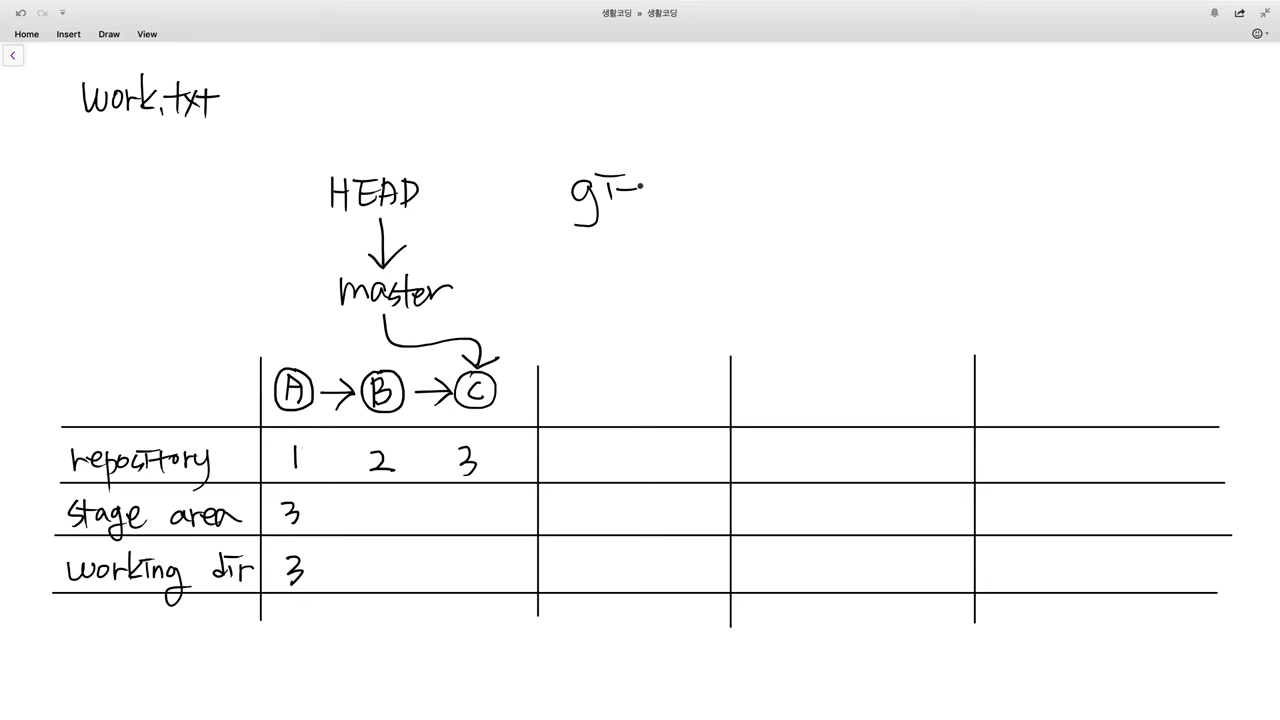 생활코딩 » 생활코딩
Home Insert Draw View
work.txt
HEAD
master
A → B → C
repository 1 2 3
stage area 3
working dir 3